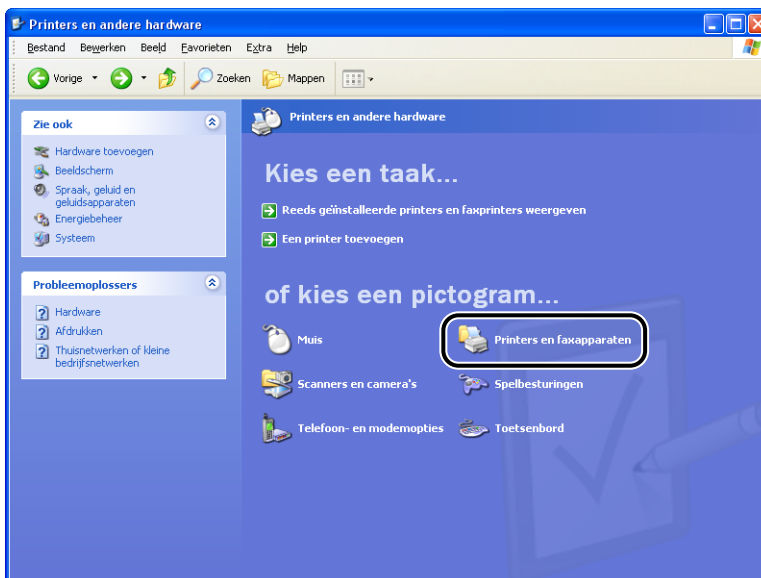 Printers en andere hardware
Bestand Bewerken Beeld Favorieten Extra Help
Vorige Zoeken Mappen
Zie ook
Hardware toevoegen
Beeldscherm
Spraak, geluid en
geluidsapparaten
Energiebeheer
Systeem
Probleemoplossers
Hardware
Afdrukken
Thuisnetwerken of kleine
bedrijfsnetwerken
Printers en andere hardware
Kies een taak...
Reeds geïnstalleerde printers en faxprinters weergeven
Een printer toevoegen
of kies een pictogram...
Muis
Printers en faxapparaten
Scanners en camera's
Spelbesturingen
Telefoon- en modemopties
Toetsenbord